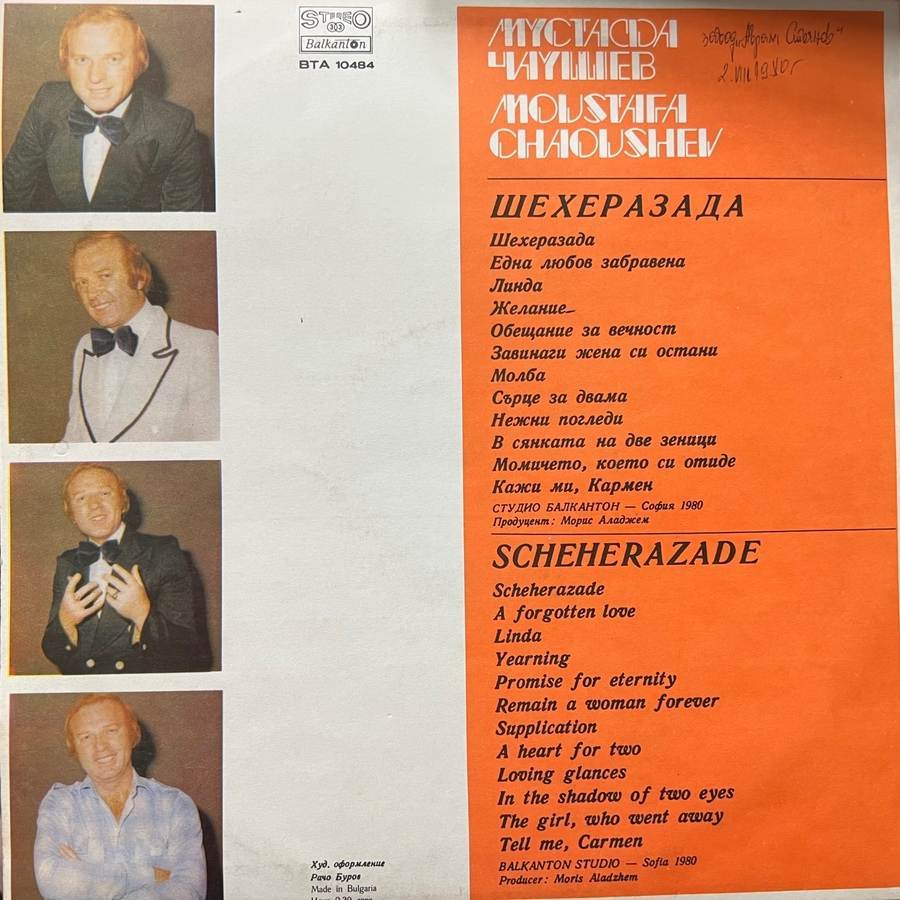 STEREO
33
Balkanton
ВТА 10484
МУСТАФА
ЧАУШЕВ
MOUSTAFA
CHAOUSHEV
2.VIII 1980 г
ШЕХЕРАЗАДА
Шехеразада
Една любов забравена
Линда
Желание
Обещание за вечност
Завинаги жена си остани
Молба
Сърце за двама
Нежни погледи
В сянката на две зеници
Момичето, което си отиде
Кажи ми, Кармен
СТУДИО БАЛКАНТОН — София 1980
Продуцент: Морис Аладжем
SCHEHERAZADE
Scheherazade
A forgotten love
Linda
Yearning
Promise for eternity
Remain a woman forever
Supplication
A heart for two
Loving glances
In the shadow of two eyes
The girl, who went away
Tell me, Carmen
BALKANTON STUDIO — Sofia 1980
Producer: Moris Aladzhem
Худ. оформление
Рачо Буров
Made in Bulgaria